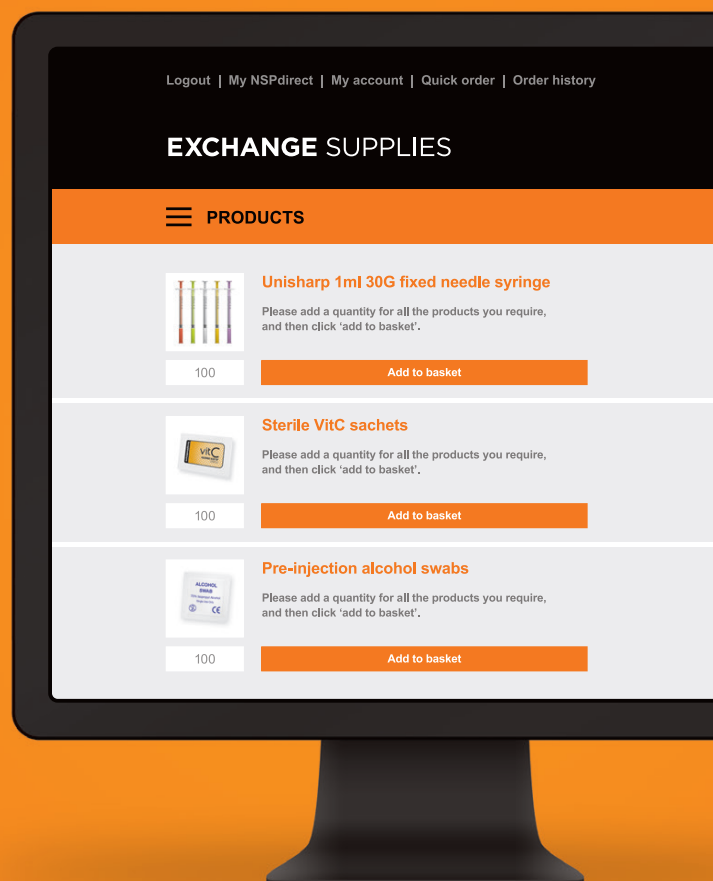 Logout | My NSPdirect | My account | Quick order | Order history
EXCHANGE SUPPLIES
PRODUCTS
Unisharp 1ml 30G fixed needle syringe
Please add a quantity for all the products you require,
and then click ‘add to basket’.
100
Add to basket
Sterile VitC sachets
Please add a quantity for all the products you require,
and then click ‘add to basket’.
vitC
100
Add to basket
Pre-injection alcohol swabs
Please add a quantity for all the products you require,
and then click ‘add to basket’.
ALCOHOL
SWAB
CE
100
Add to basket